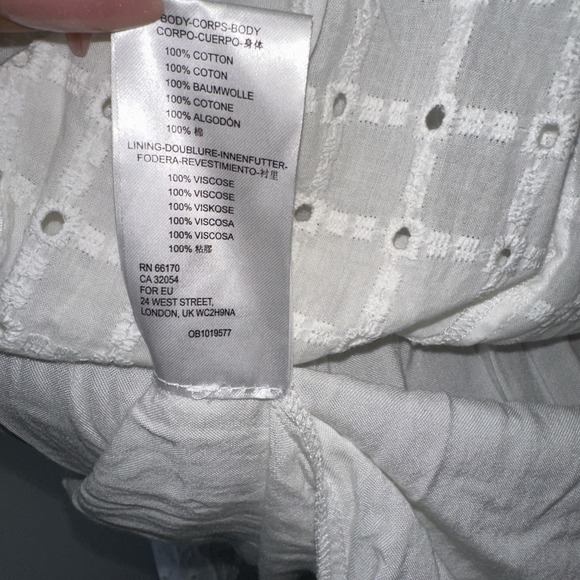 BODY-CORPS-BODY
CORPO-CUERPO-身体
100% COTTON
100% COTON
100% BAUMWOLLE
100% COTONE
100% ALGODÓN
100% 棉
LINING-DOUBLURE-INNENFUTTER-
FODERA-REVESTIMIENTO-衬里
100% VISCOSE
100% VISCOSE
100% VISKOSE
100% VISCOSA
100% VISCOSA
100% 粘膠
RN 66170
CA 32054
FOR EU
24 WEST STREET,
LONDON, UK WC2H9NA
OB1019577